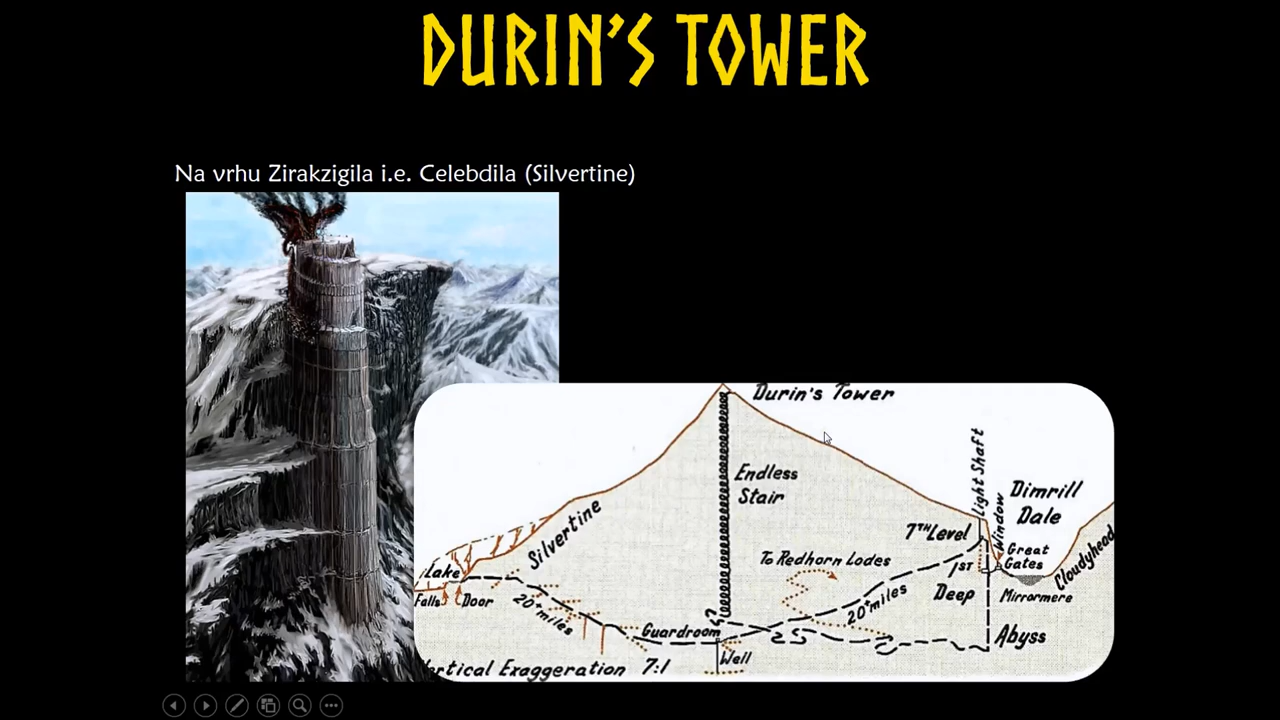 DURIN'S TOWER
Na vrhu Zirakzigila i.e. Celebdila (Silvertine)
Durin's Tower
Endless
Stair
Silvertine
Light Shaft
Window
Dimrill
Dale
7TH Level
1ST
Great
Gates
Cloudyhead
To Redhorn Lodes
Lake
Falls
Door
20+ miles
Deep
Mirrormere
20+ miles
Guardroom
Abyss
Well
Vertical Exaggeration 7:1